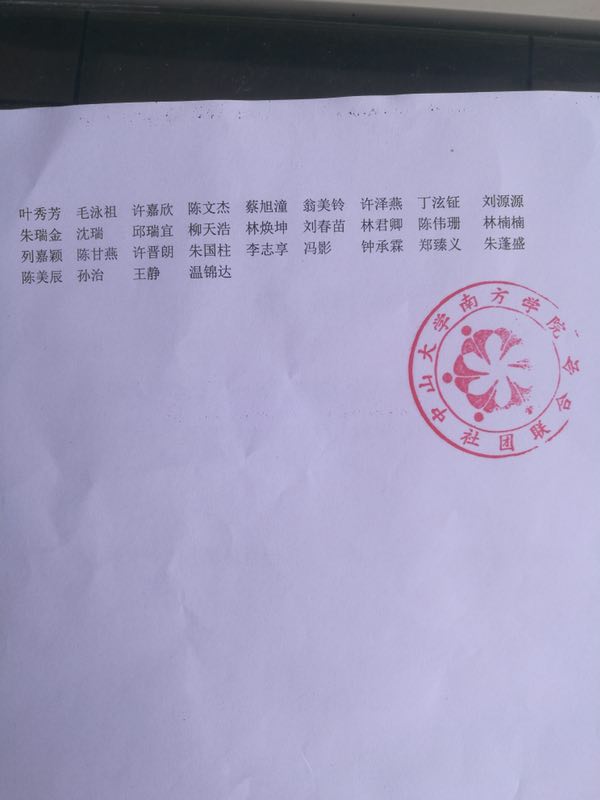 叶秀芳 毛泳祖 许嘉欣 陈文杰 蔡旭潼 翁美铃 许泽燕 丁泫钲 刘源源
朱瑞金 沈瑞 邱瑞宜 柳天浩 林焕坤 刘春苗 林君卿 陈伟珊 林楠楠
列嘉颖 陈甘燕 许晋朗 朱国柱 李志享 冯影 钟承霖 郑臻义 朱蓬盛
陈美辰 孙治 王静 温锦达
中山大学南方学院
社团联合会